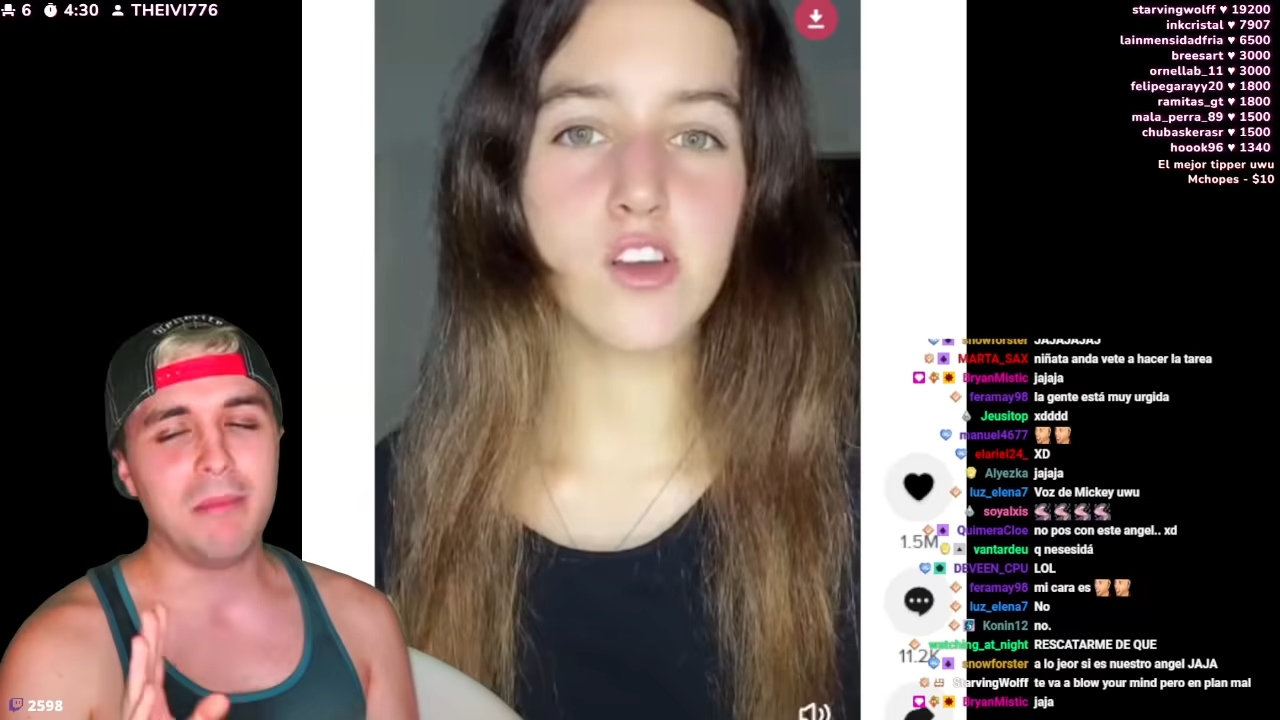 6 4:30 THEIVI776
starvingwolff ♥ 19200
inkcristal ♥ 7907
lainmensidadfria ♥ 6500
breesart ♥ 3000
ornellab_11 ♥ 3000
felipegarayy20 ♥ 1800
ramitas_gt ♥ 1800
mala_perra_89 ♥ 1500
chubaskerasr ♥ 1500
hoook96 ♥ 1340
El mejor tipper uwu
Mchopes - $10
snowforster JAJAJAJAJ
MARTA_SAX niñata anda vete a hacer la tarea
BryanMistic jajaja
feramay98 la gente está muy urgida
Jeusitop xdddd
manuel4677
elariel24_ XD
Alyezka jajaja
luz_elena7 Voz de Mickey uwu
soyalxis
QuimeraCloe no pos con este angel.. xd
1.5M
vantardeu q nesesidá
DEVEEN_CPU LOL
feramay98 mi cara es
luz_elena7 No
Konin12 no.
watching_at_night RESCATARME DE QUE
11.2K
snowforster a lo jeor si es nuestro angel JAJA
StarvingWolff te va a blow your mind pero en plan mal
BryanMistic jaja
2598